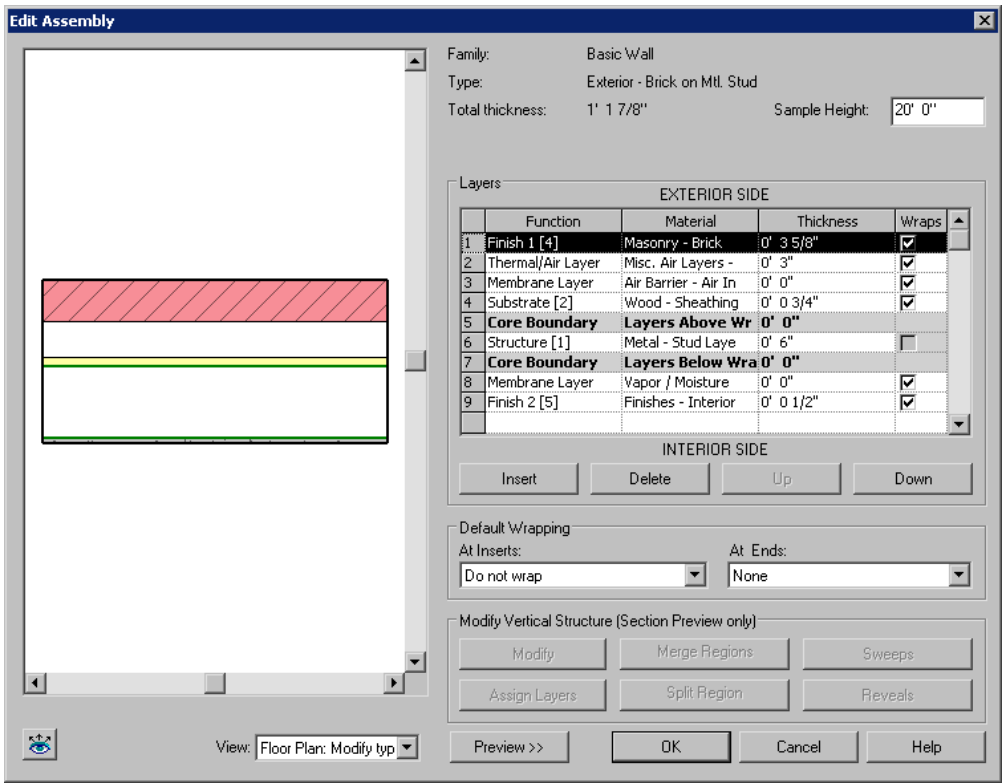 Edit Assembly
Family: Basic Wall
Type: Exterior - Brick on Mtl. Stud
Total thickness: 1' 1 7/8" Sample Height: 20' 0"
Layers
EXTERIOR SIDE
Function Material Thickness Wraps
1 Finish 1 [4] Masonry - Brick 0' 3 5/8"
2 Thermal/Air Layer Misc. Air Layers - 0' 3"
3 Membrane Layer Air Barrier - Air In 0' 0"
4 Substrate [2] Wood - Sheathing 0' 0 3/4"
5 Core Boundary Layers Above Wr 0' 0"
6 Structure [1] Metal - Stud Laye 0' 6"
7 Core Boundary Layers Below Wra 0' 0"
8 Membrane Layer Vapor / Moisture 0' 0"
9 Finish 2 [5] Finishes - Interior 0' 0 1/2"
INTERIOR SIDE
Insert Delete Up Down
Default Wrapping
At Inserts: At Ends:
Do not wrap None
Modify Vertical Structure (Section Preview only)
Modify Merge Regions Sweeps
Assign Layers Split Region Reveals
View: Floor Plan: Modify typ Preview >> OK Cancel Help